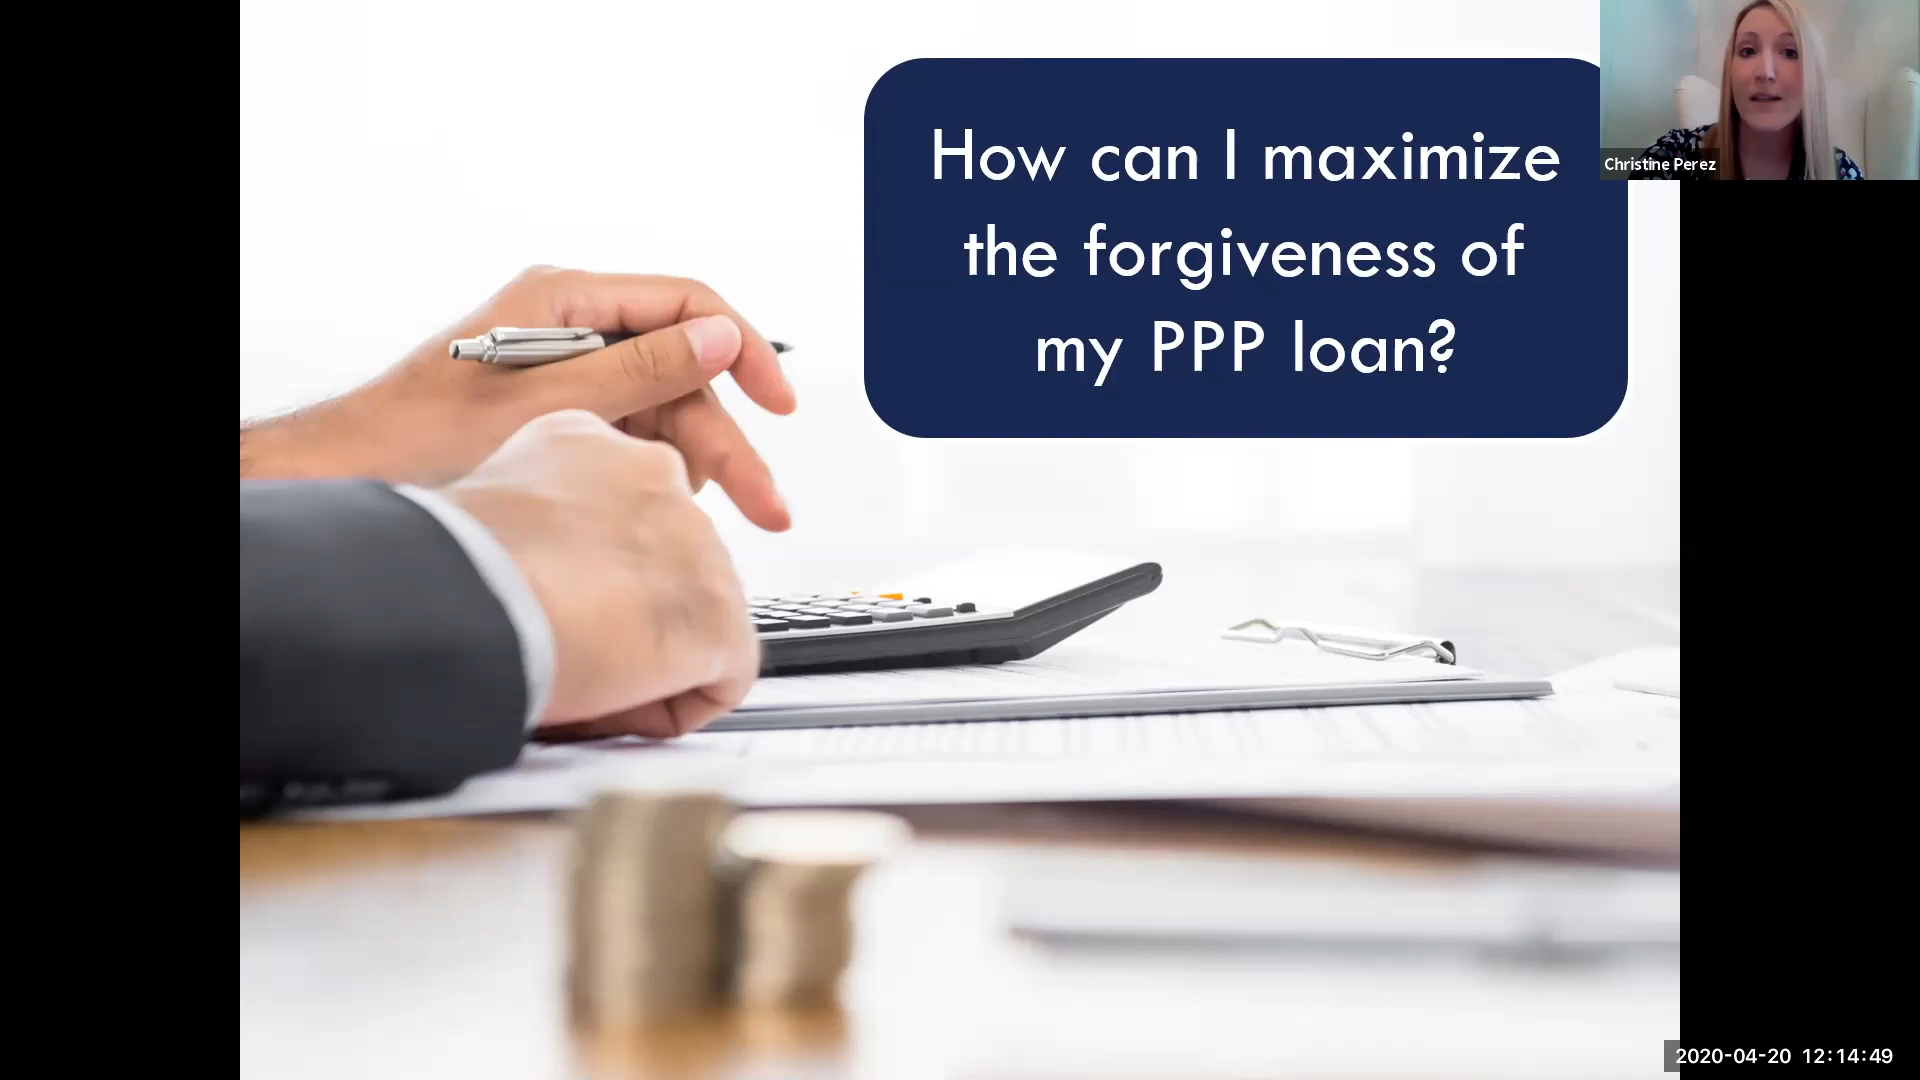 How can I maximize
the forgiveness of
my PPP loan?
Christine Perez
2020-04-20 12:14:49